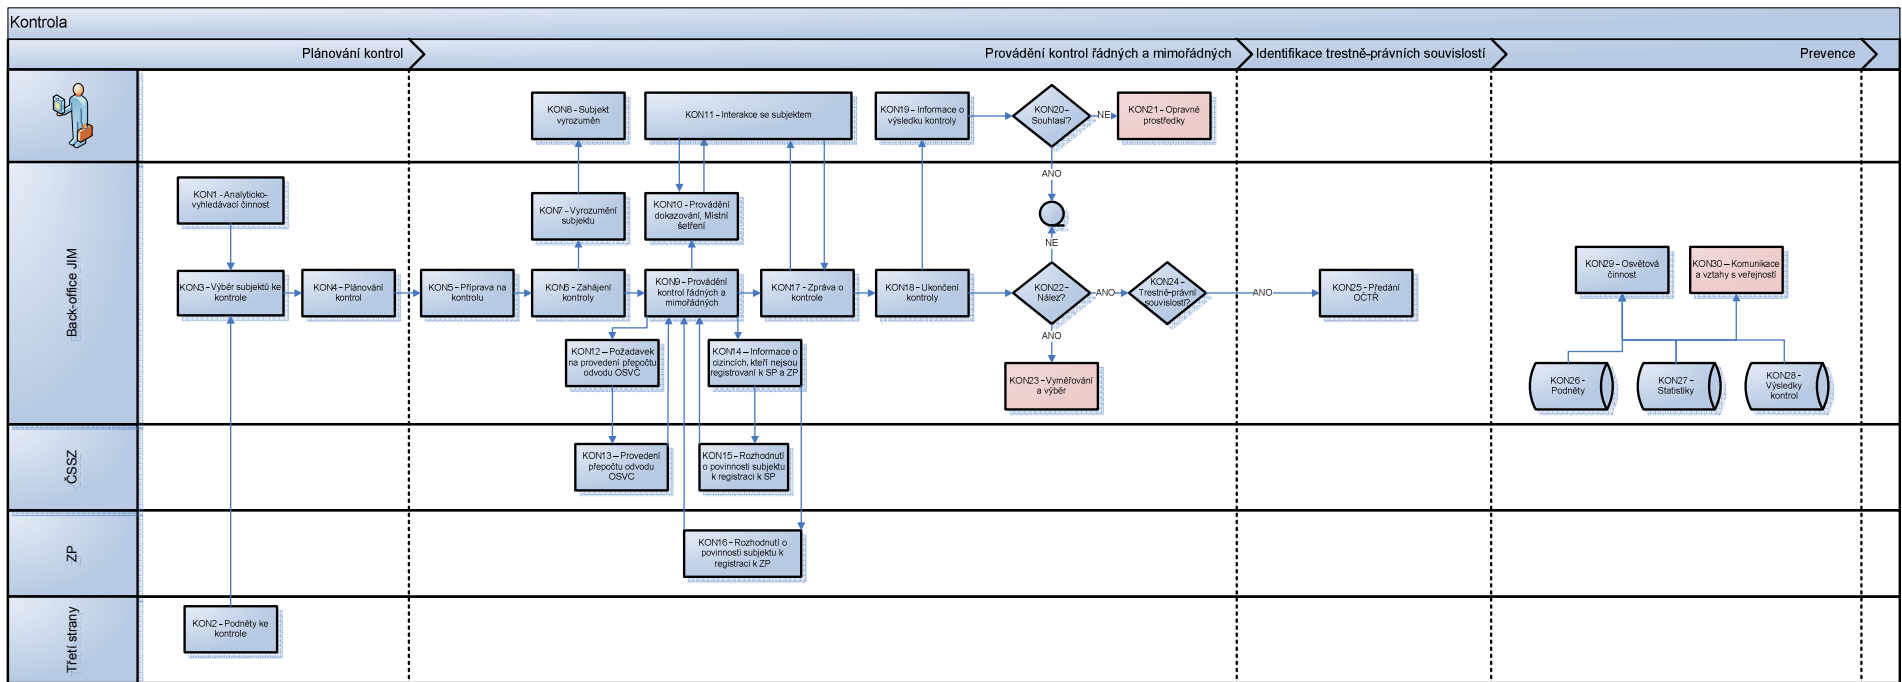 Kontrola
Plánování kontrol
Provádění kontrol řádných a mimořádných
Identifikace trestně-právních souvislostí
Prevence
KON8 - Subjekt
vyrozuměn
KON11 – Interakce se subjektem
KON19 – Informace o
výsledku kontroly
KON20 –
Souhlasí?
NE
KON21 – Opravné
prostředky
ANO
Back-office JIM
KON1 - Analyticko-
vyhledávací činnost
KON7 – Vyrozumění
subjektu
KON10 – Provádění
dokazování, Místní
šetření
NE
KON3 – Výběr subjektů ke
kontrole
KON4 – Plánování
kontrol
KON5 – Příprava na
kontrolu
KON6 – Zahájení
kontroly
KON9 – Provádění
kontrol řádných a
mimořádných
KON17 – Zpráva o
kontrole
KON18 – Ukončení
kontroly
KON22 –
Nález?
ANO
KON24 –
Trestně-právní
souvislosti?
ANO
KON25 – Předání
OČTŘ
KON29 – Osvětová
činnost
KON30 – Komunikace
a vztahy s veřejností
ANO
KON12 – Požadavek
na provedení přepočtu
odvodu OSVČ
KON14 – Informace o
cizincích, kteří nejsou
registrovaní k SP a ZP
KON23 – Vyměřování
a výběr
KON26 –
Podněty
KON27 –
Statistiky
KON28 –
Výsledky
kontrol
ČSSZ
KON13 – Provedení
přepočtu odvodu
OSVČ
KON15 – Rozhodnutí
o povinnosti subjektu
k registraci k SP
ZP
KON16 – Rozhodnutí o
povinnosti subjektu k
registraci k ZP
Třetí strany
KON2 – Podněty ke
kontrole